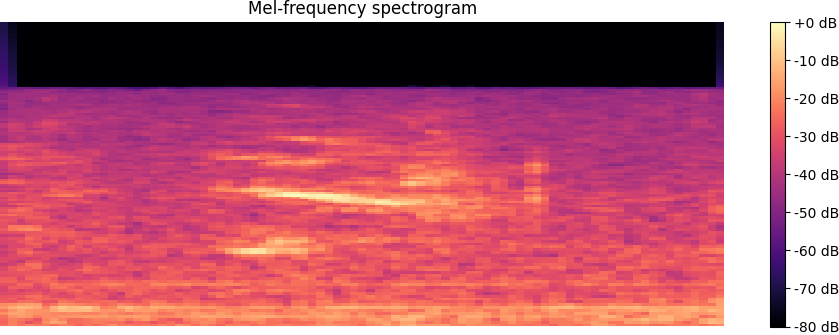 Mel-frequency spectrogram
+0 dB
-10 dB
-20 dB
-30 dB
-40 dB
-50 dB
-60 dB
-70 dB
-80 dB